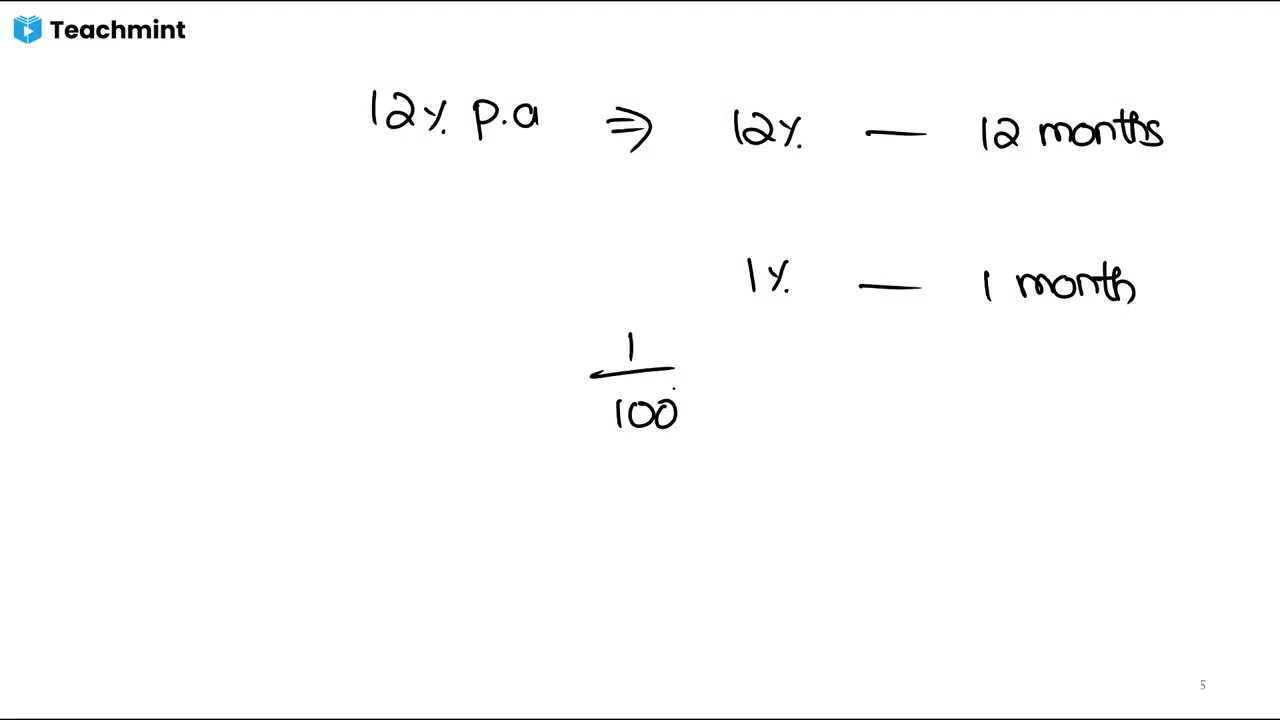 Teachmint
12% p.a ⇒ 12% — 12 months
1% — 1 month
1
100
5